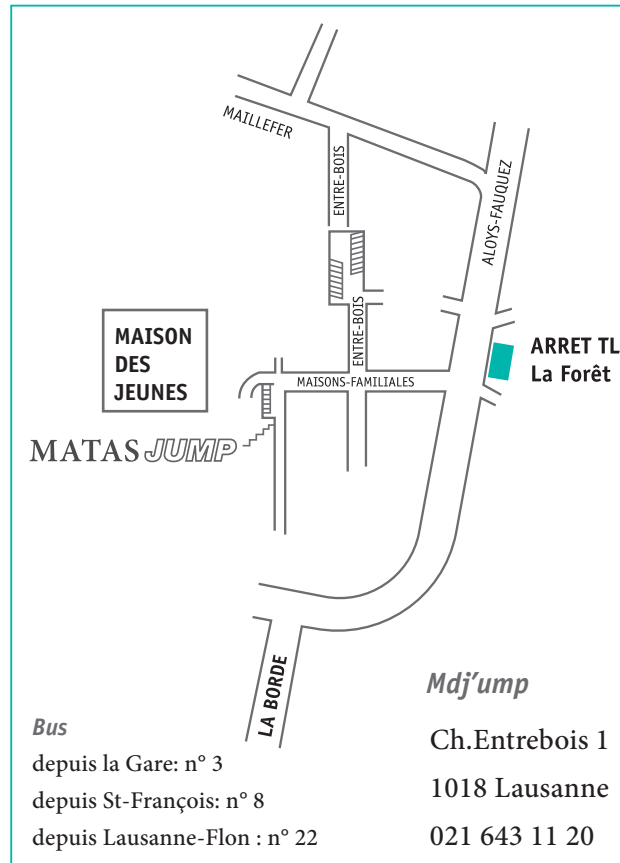 MAILLEFER
ENTRE-BOIS
ALOYS-FAUQUEZ
ENTRE-BOIS
MAISON
DES
JEUNES
ARRET TL
La Forêt
MAISONS-FAMILIALES
MATAS JUMP
LA BORDE
Mdj'ump
Ch.Entrebois 1
1018 Lausanne
021 643 11 20
Bus
depuis la Gare: n° 3
depuis St-François: n° 8
depuis Lausanne-Flon : n° 22